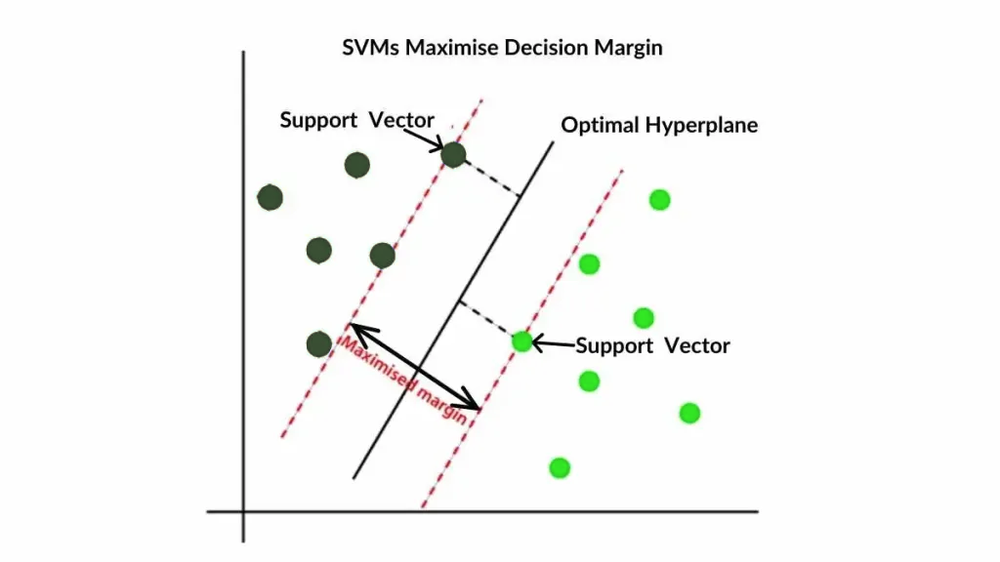 SVMs Maximise Decision Margin
Support Vector
Optimal Hyperplane
Maximised margin
Support Vector